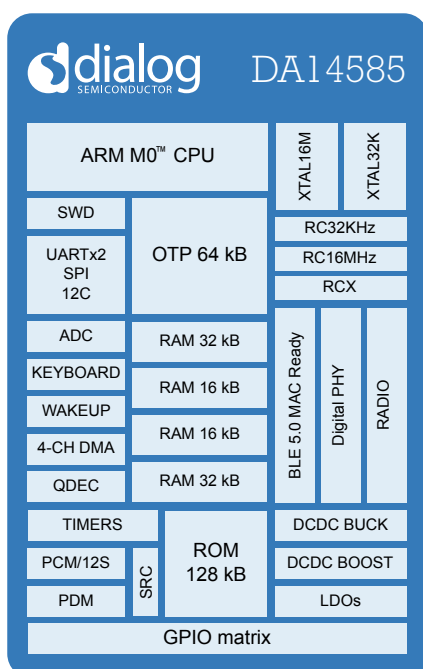 dialog
SEMICONDUCTOR
DA14585
ARM M0™ CPU
XTAL16M
XTAL32K
SWD
UARTx2
SPI
12C
OTP 64 kB
RC32KHz
RC16MHz
RCX
ADC
KEYBOARD
WAKEUP
4-CH DMA
QDEC
RAM 32 kB
RAM 16 kB
RAM 16 kB
RAM 32 kB
BLE 5.0 MAC Ready
Digital PHY
RADIO
TIMERS
PCM/12S
PDM
SRC
ROM
128 kB
DCDC BUCK
DCDC BOOST
LDOs
GPIO matrix